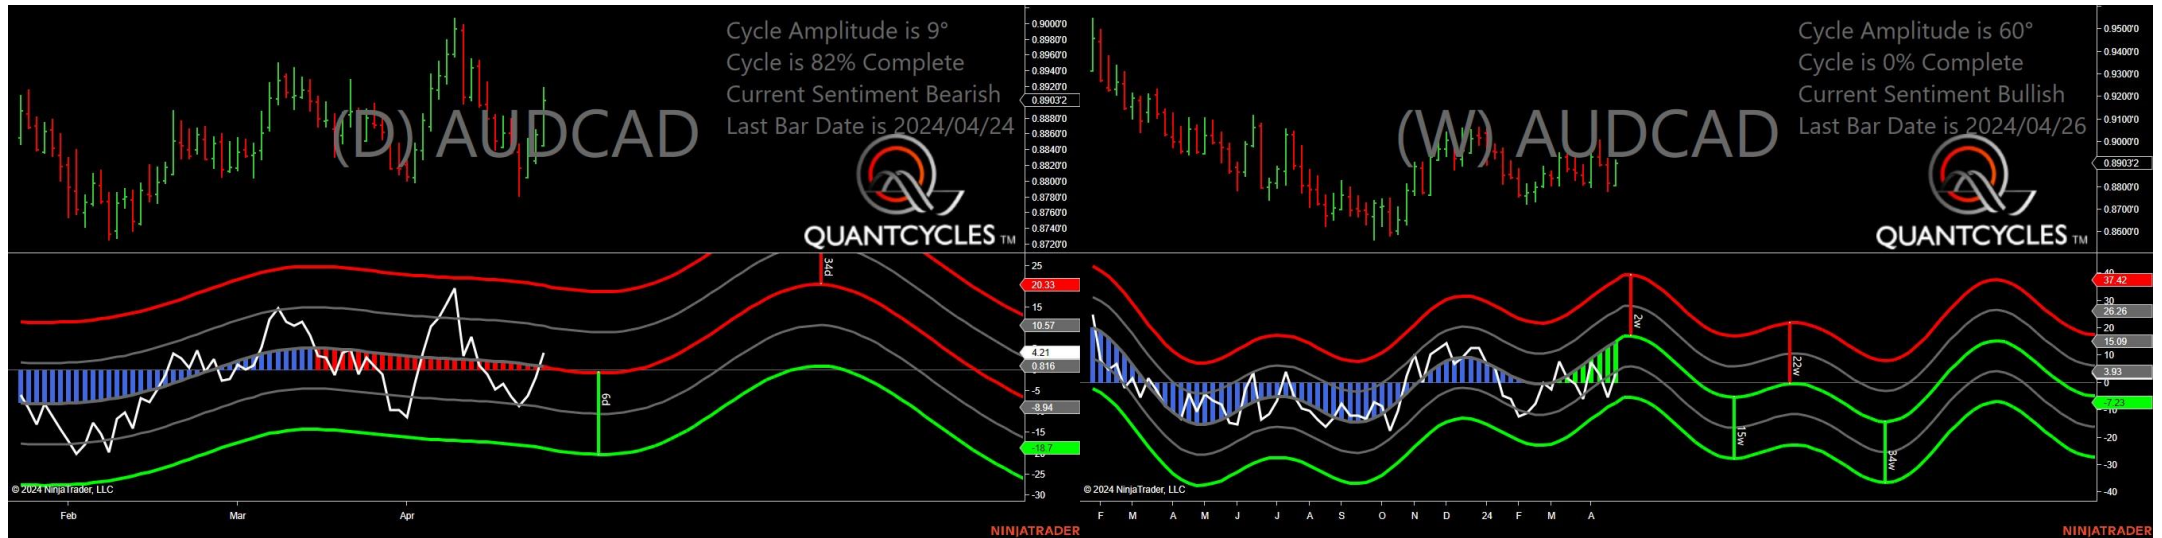 Cycle Amplitude is 9°
Cycle is 82% Complete
Current Sentiment Bearish
Last Bar Date is 2024/04/24
(D) AUDCAD
QUANTCYCLES TM
0.9000'0
0.8980'0
0.8960'0
0.8940'0
0.8920'0
0.8903'2
0.8880'0
0.8860'0
0.8840'0
0.8820'0
0.8800'0
0.8780'0
0.8760'0
0.8740'0
0.8720'0
34d
6d
25
20.33
15
10.57
4.21
0.816
-5
-8.94
-15
-18.7
-25
-30
© 2024 NinjaTrader, LLC
Feb Mar Apr
NINJATRADER
Cycle Amplitude is 60°
Cycle is 0% Complete
Current Sentiment Bullish
Last Bar Date is 2024/04/26
(W) AUDCAD
QUANTCYCLES TM
0.9500'0
0.9400'0
0.9300'0
0.9200'0
0.9100'0
0.9000'0
0.8903'2
0.8800'0
0.8700'0
0.8600'0
2w
22w
15w
34w
40
37.42
30
26.26
20
15.09
10
3.93
0
-7.23
-10
-20
-30
-40
© 2024 NinjaTrader, LLC
F M A M J J A S O N D 24 F M A
NINJATRADER